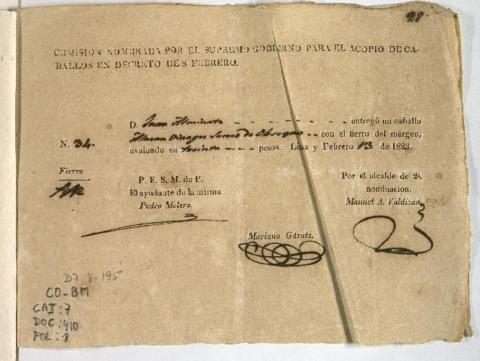 28.
COMISION NOMBRADA POR EL SUPREMO GOBIERNO PARA EL ACOPIO DE CA-
BALLOS EN DECRETO DE 8 FEBRERO.
D. Juan - - - - - - - - entregó un caballo
N. 34. - - con el fierro del márgen,
avaluado en - - - pesos. Lima y Febrero 13 de 1823.
Fierro
P. E. S. M. de P.
El ayudante de la misma
Pedro Molero.
Por el alcalde de 2ª
nominacion.
Manuel A. Valdizan
Mariano Gárate.
D7 8-195
CO-BM
CAJ: 7
DOC: 410
FOL: 1